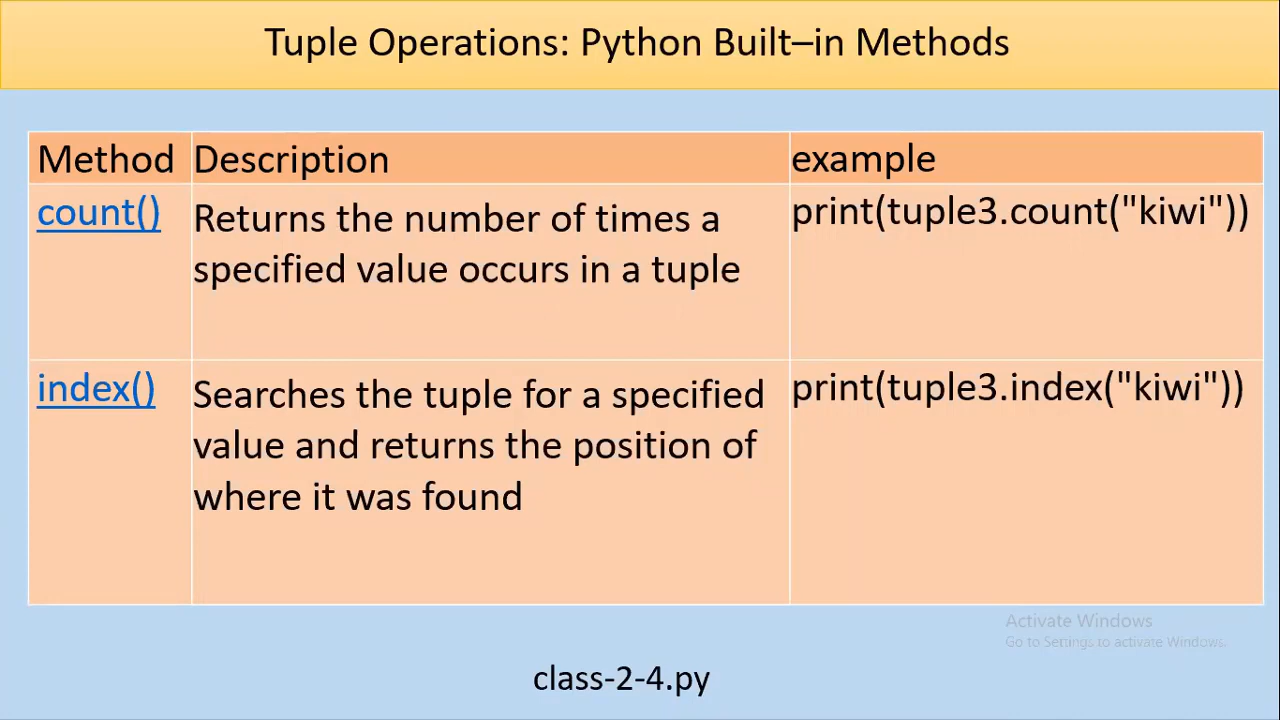 Tuple Operations: Python Built–in Methods
Method Description example
count() Returns the number of times a print(tuple3.count("kiwi"))
specified value occurs in a tuple
index() Searches the tuple for a specified print(tuple3.index("kiwi"))
value and returns the position of
where it was found
Activate Windows
Go to Settings to activate Windows.
class-2-4.py